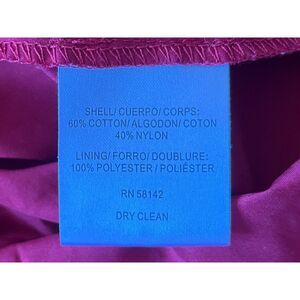 SHELL/ CUERPO/ CORPS:
60% COTTON/ ALGODON/ COTON
40% NYLON
LINING/ FORRO/ DOUBLURE:
100% POLYESTER / POLIÉSTER
RN 58142
DRY CLEAN